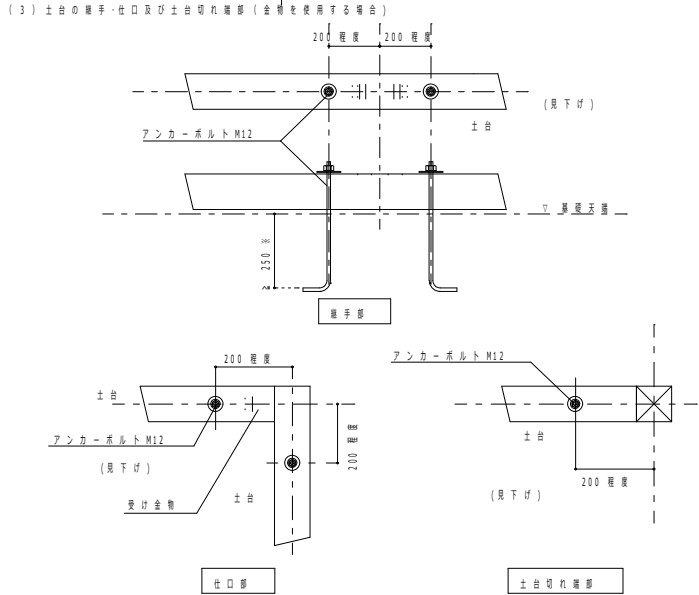 (3) 土台の継手・仕口及び土台切れ端部(金物を使用する場合)
200 程度 200 程度
(見下げ)
土台
アンカーボルト M12
▽ 基礎天端
≧ 250 ※
継手部
200 程度
アンカーボルト M12
土台
200 程度
アンカーボルト M12
土台
(見下げ)
200 程度
受け金物
土台
(見下げ)
仕口部
土台切れ端部